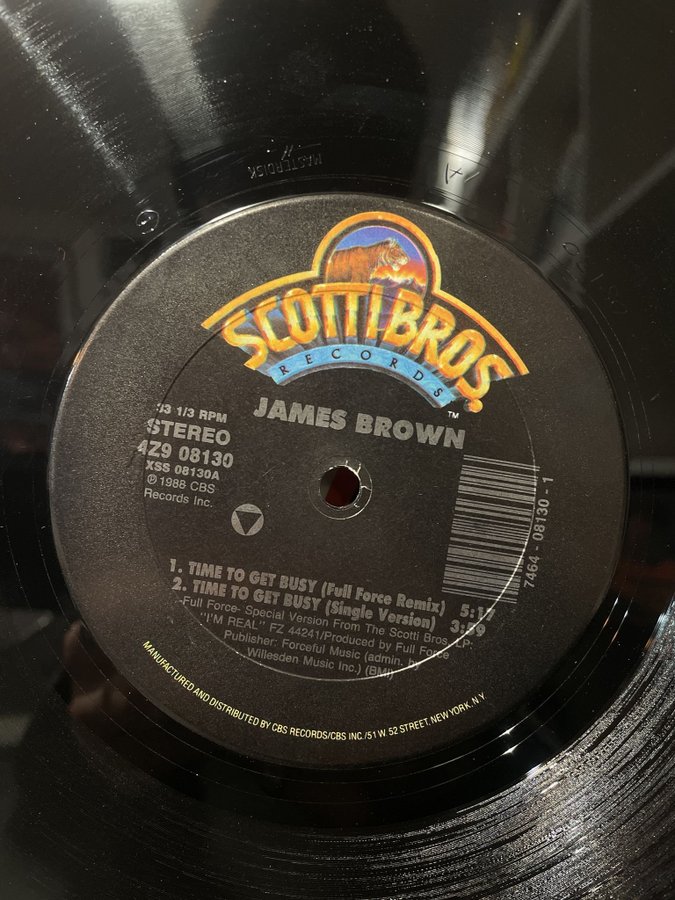 MASTERDISK
SCOTTI BROS.
RECORDS
TM
JAMES BROWN
33 1/3 RPM
STEREO
4Z9 08130
XSS 08130A
℗ 1988 CBS
Records Inc.
7464 - 08130 - 1
1. TIME TO GET BUSY (Full Force Remix) 5:17
2. TIME TO GET BUSY (Single Version) 3:59
-Full Force- Special Version From The Scotti Bros. LP:
"I'M REAL" FZ 44241/Produced by Full Force
Publisher: Forceful Music (admin. by
Willesden Music Inc.) (BMI)
MANUFACTURED AND DISTRIBUTED BY CBS RECORDS/CBS INC./51 W. 52 STREET, NEW YORK, N.Y.